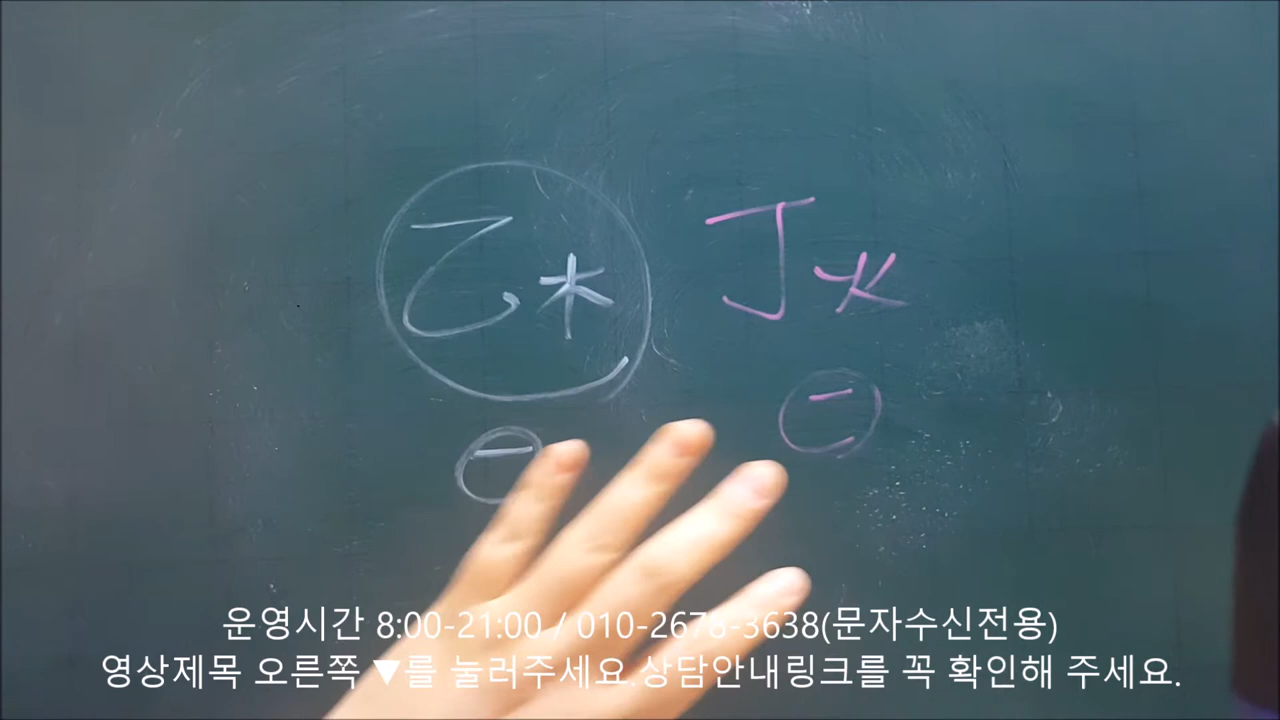 乙木 丁火
- -
운영시간 8:00-21:00 / 010-2678-3638(문자수신전용)
영상제목 오른쪽 ▼를 눌러주세요.상담안내링크를 꼭 확인해 주세요.